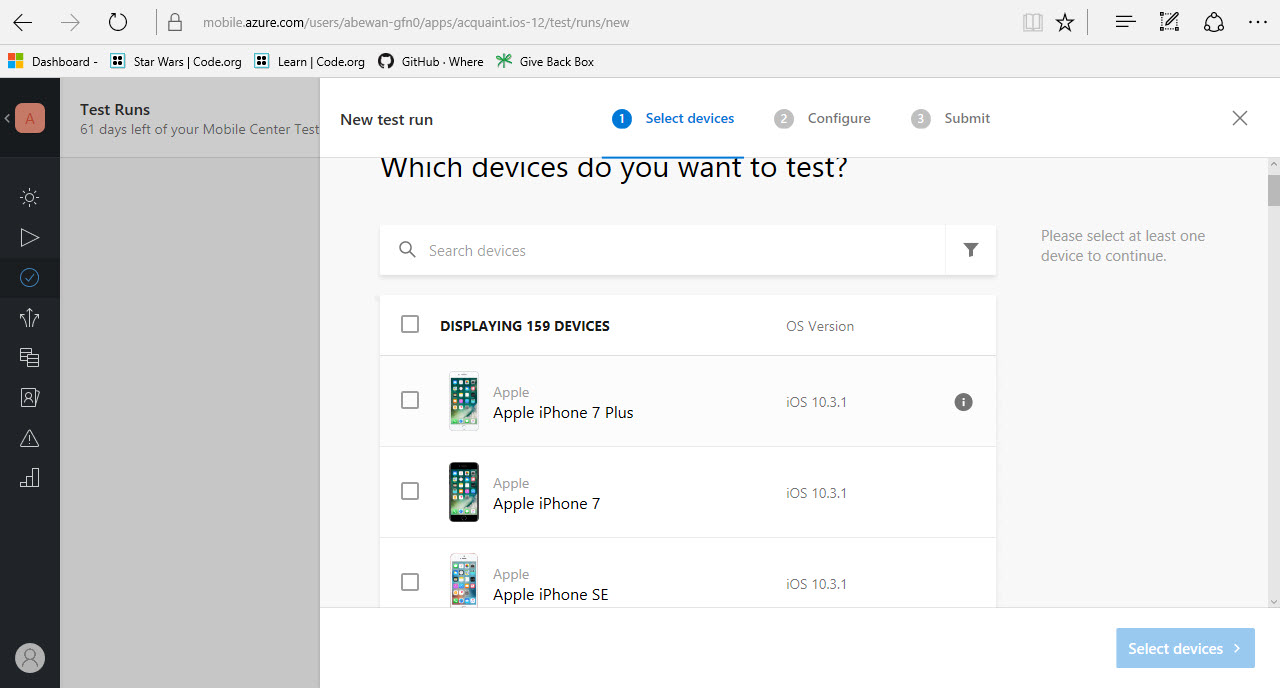 mobile.azure.com/users/abewan-gfn0/apps/acquaint.ios-12/test/runs/new
Dashboard - Star Wars | Code.org Learn | Code.org GitHub · Where Give Back Box
A
Test Runs
61 days left of your Mobile Center Test
New test run
1 Select devices 2 Configure 3 Submit
Which devices do you want to test?
Search devices
Please select at least one
device to continue.
DISPLAYING 159 DEVICES OS Version
Apple
Apple iPhone 7 Plus
iOS 10.3.1
Apple
Apple iPhone 7
iOS 10.3.1
Apple
Apple iPhone SE
iOS 10.3.1
Select devices